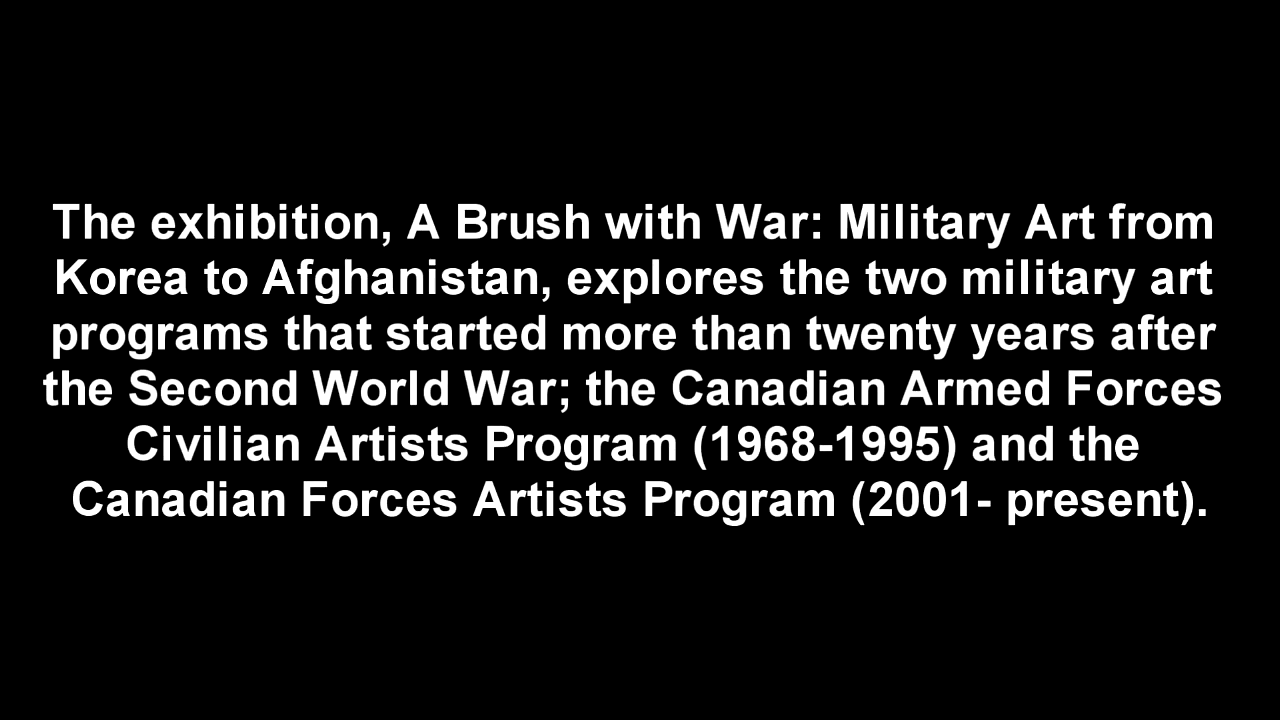 The exhibition, A Brush with War: Military Art from
Korea to Afghanistan, explores the two military art
programs that started more than twenty years after
the Second World War; the Canadian Armed Forces
Civilian Artists Program (1968-1995) and the
Canadian Forces Artists Program (2001- present).